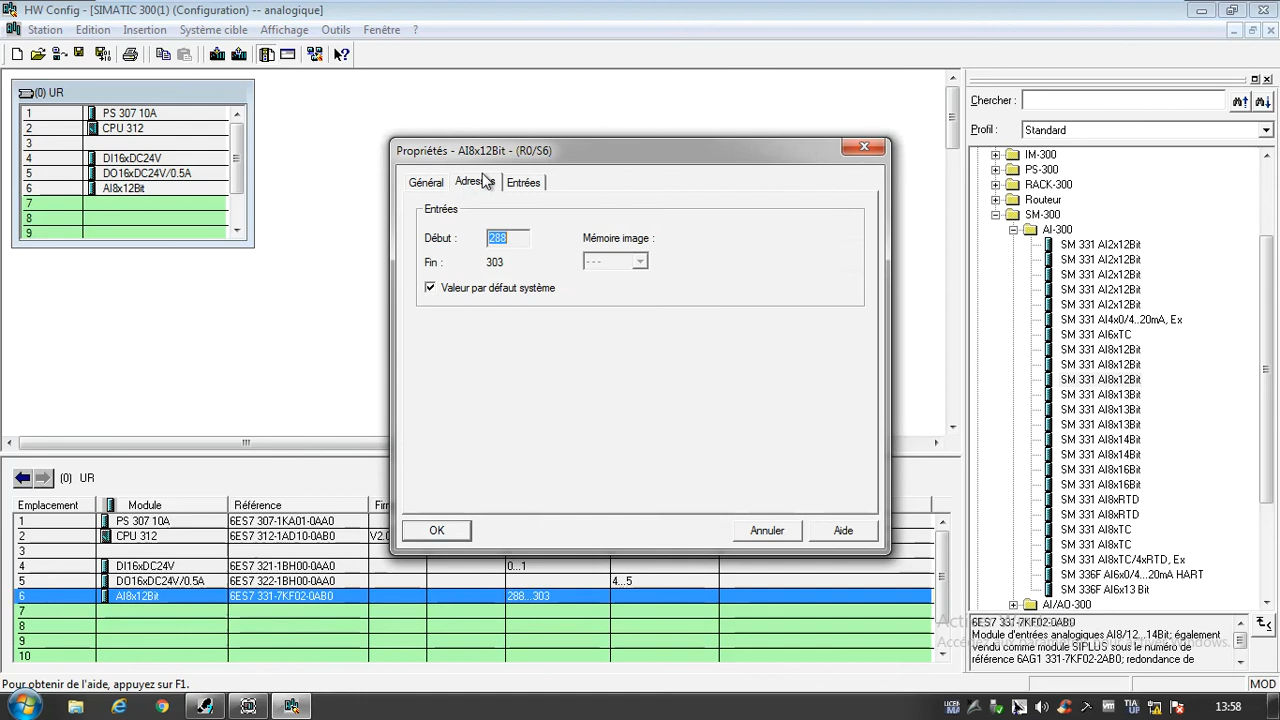 HW Config - [SIMATIC 300(1) (Configuration) -- analogique]
Station Edition Insertion Système cible Affichage Outils Fenêtre ?
(0) UR
1 PS 307 10A
2 CPU 312
3
4 DI16xDC24V
5 DO16xDC24V/0.5A
6 AI8x12Bit
7
8
9
Propriétés - AI8x12Bit - (R0/S6)
Général Adresses Entrées
Entrées
Début : 288 Mémoire image :
Fin : 303 ---
Valeur par défaut système
OK Annuler Aide
Chercher :
Profil : Standard
IM-300
PS-300
RACK-300
Routeur
SM-300
AI-300
SM 331 AI2x12Bit
SM 331 AI2x12Bit
SM 331 AI2x12Bit
SM 331 AI2x12Bit
SM 331 AI2x12Bit
SM 331 AI4x0/4..20mA, Ex
SM 331 AI6xTC
SM 331 AI8x12Bit
SM 331 AI8x12Bit
SM 331 AI8x12Bit
SM 331 AI8x12Bit
SM 331 AI8x13Bit
SM 331 AI8x13Bit
SM 331 AI8x14Bit
SM 331 AI8x14Bit
SM 331 AI8x16Bit
SM 331 AI8x16Bit
SM 331 AI8xRTD
SM 331 AI8xRTD
SM 331 AI8xTC
SM 331 AI8xTC
SM 331 AI8xTC/4xRTD, Ex
SM 336F AI6x0/4...20mA HART
SM 336F AI6x13 Bit
AI/AO-300
6ES7 331-7KF02-0AB0
Module d'entrées analogiques AI8/12...14Bit; également
vendu comme module SIPLUS sous le numéro de
référence 6AG1 331-7KF02-2AB0; redondance de
(0) UR
Emplacement Module Référence
1 PS 307 10A 6ES7 307-1KA01-0AA0
2 CPU 312 6ES7 312-1AD10-0AB0
3
4 DI16xDC24V 6ES7 321-1BH00-0AA0 0...1
5 DO16xDC24V/0.5A 6ES7 322-1BH00-0AA0 4...5
6 AI8x12Bit 6ES7 331-7KF02-0AB0 288...303
7
8
9
10
Pour obtenir de l'aide, appuyez sur F1.
MOD
13:58